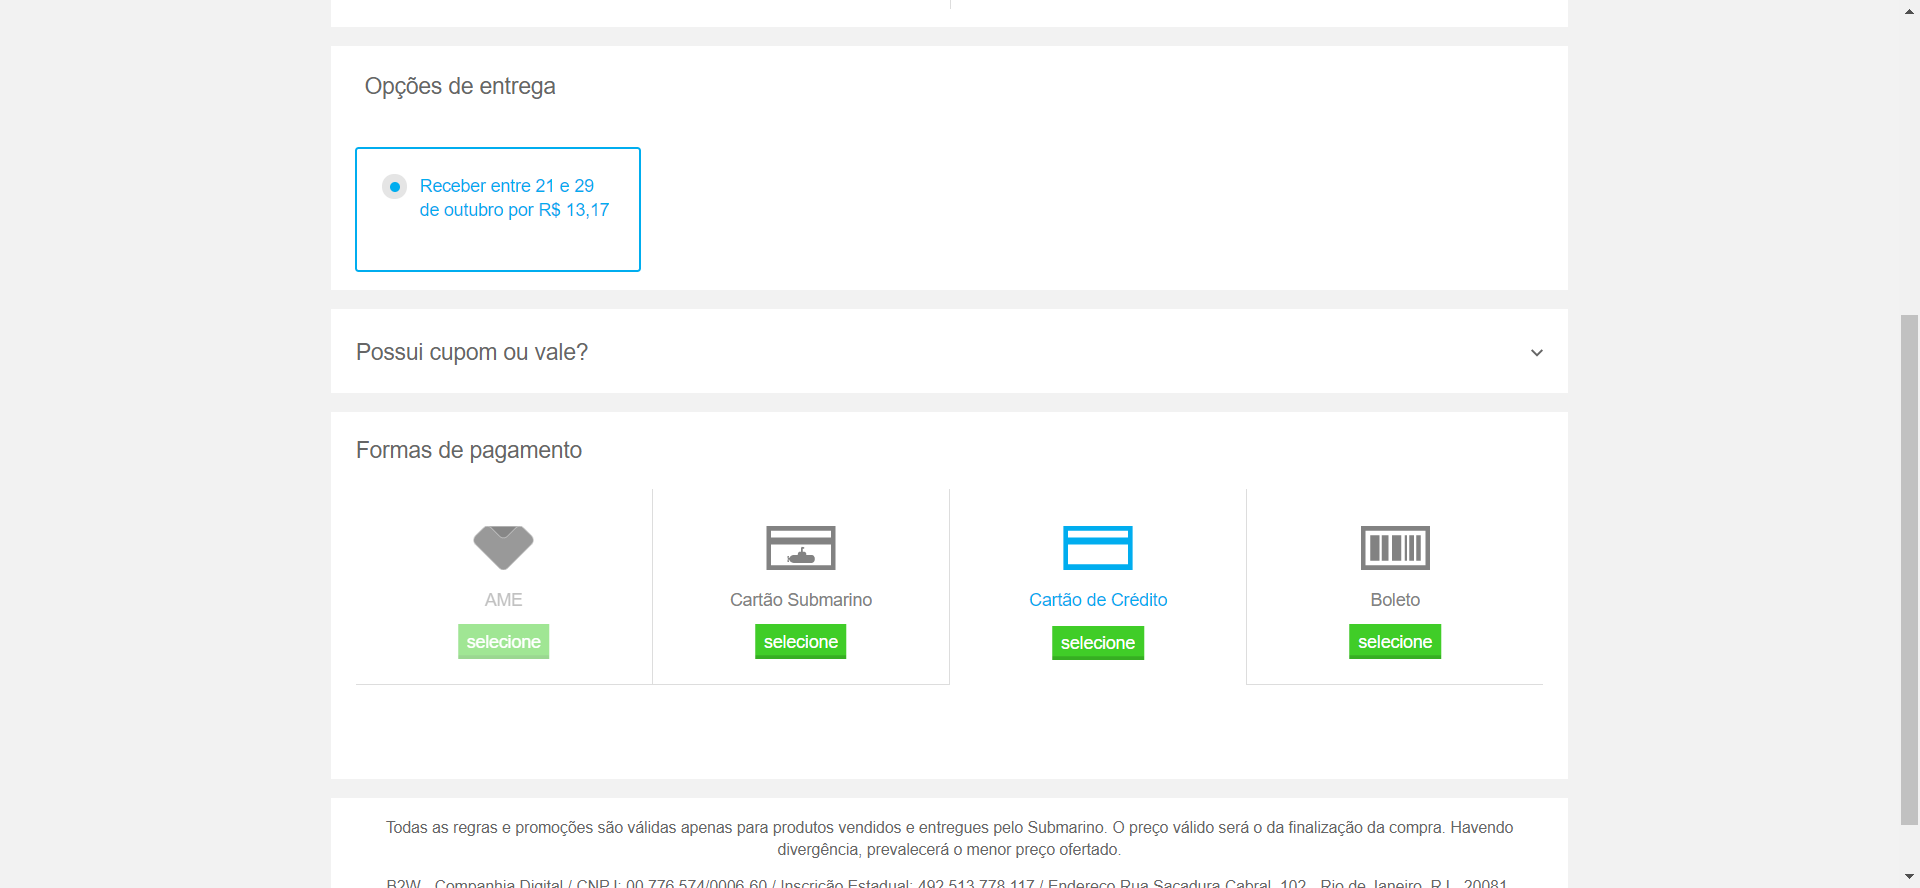 Opções de entrega
Receber entre 21 e 29
de outubro por R$ 13,17
Possui cupom ou vale?
Formas de pagamento
AME
selecione
Cartão Submarino
selecione
Cartão de Crédito
selecione
Boleto
selecione
Todas as regras e promoções são válidas apenas para produtos vendidos e entregues pelo Submarino. O preço válido será o da finalização da compra. Havendo
divergência, prevalecerá o menor preço ofertado.
B2W - Companhia Digital / CNPJ: 00.776.574/0006-60 / Inscrição Estadual: 492.513.778.117 / Endereço Rua Sacadura Cabral, 102 - Rio de Janeiro, RJ - 20081